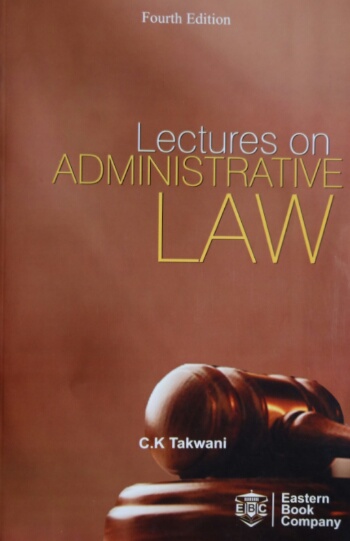 Fourth Edition
Lectures on
ADMINISTRATIVE
LAW
C.K Takwani
EBC
Eastern
Book
Company